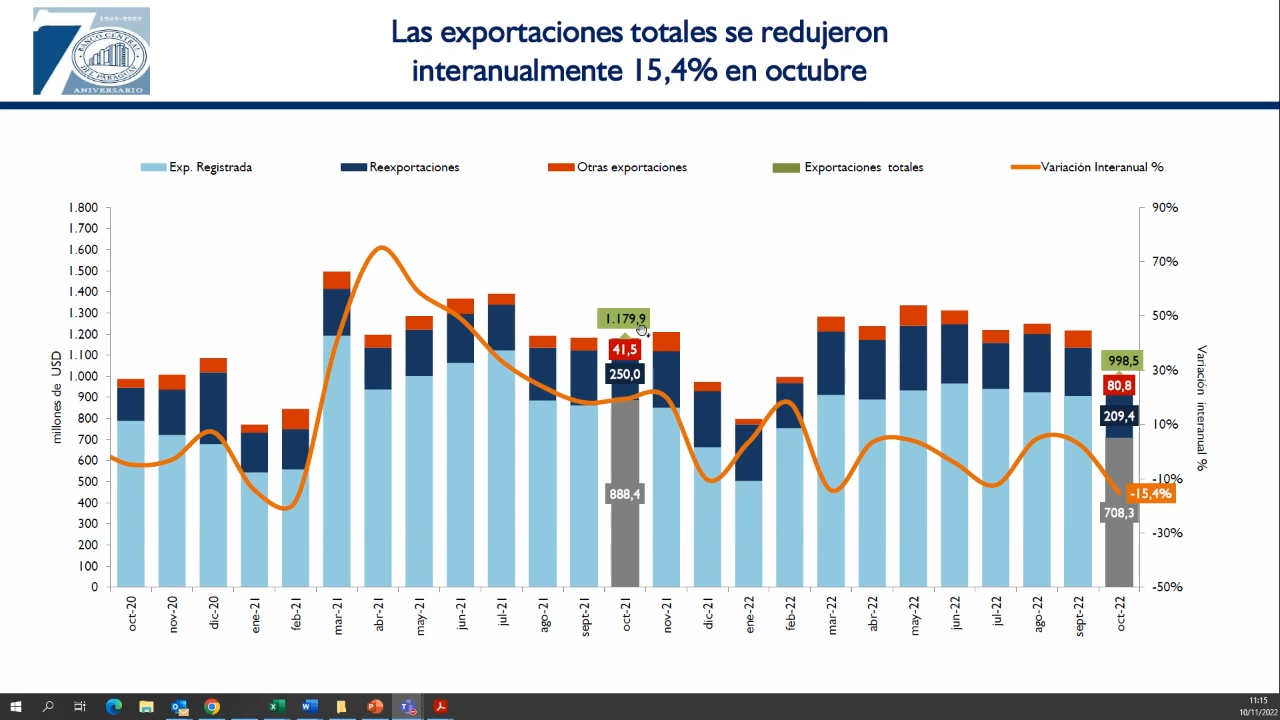 1952-2022
BANCO CENTRAL
DEL PARAGUAY
ANIVERSARIO
Las exportaciones totales se redujeron
interanualmente 15,4% en octubre
Exp. Registrada
Reexportaciones
Otras exportaciones
Exportaciones totales
Variación Interanual %
1.800
1.700
1.600
1.500
1.400
1.300
1.200
1.100
1.000
900
800
700
600
500
400
300
200
100
0
millones de USD
1.179,9
41,5
250,0
888,4
998,5
80,8
209,4
-15,4%
708,3
90%
70%
50%
30%
10%
-10%
-30%
-50%
Variación interanual %
oct-20
nov-20
dic-20
ene-21
feb-21
mar-21
abr-21
may-21
jun-21
jul-21
ago-21
sept-21
oct-21
nov-21
dic-21
ene-22
feb-22
mar-22
abr-22
may-22
jun-22
jul-22
ago-22
sept-22
oct-22
11:15
10/11/2022